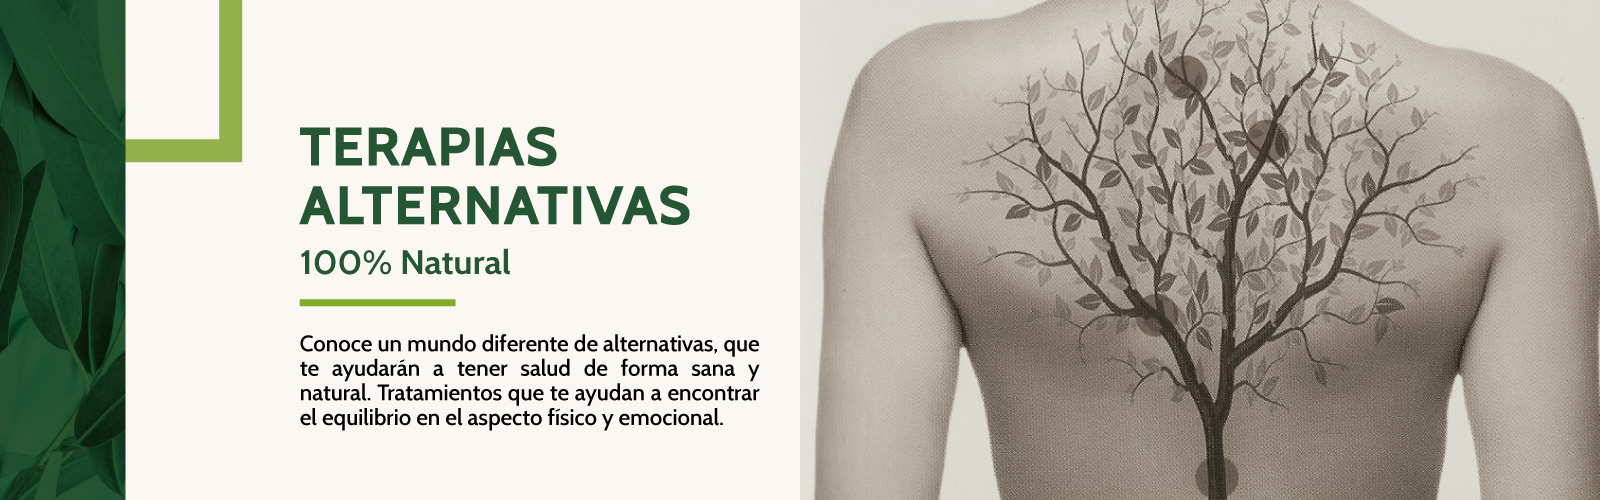 TERAPIAS
ALTERNATIVAS
100% Natural
Conoce un mundo diferente de alternativas, que
te ayudarán a tener salud de forma sana y
natural. Tratamientos que te ayudan a encontrar
el equilibrio en el aspecto físico y emocional.